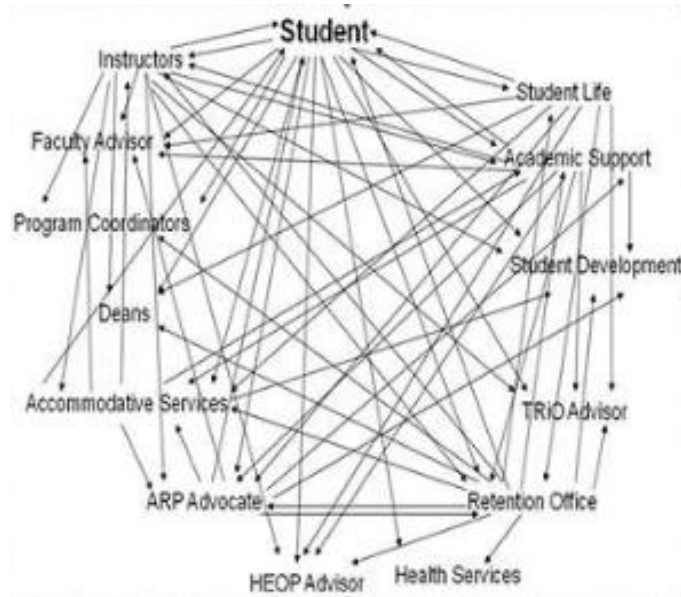 Student
Instructors
Student Life
Faculty Advisor
Academic Support
Program Coordinators
Student Development
Deans
Accommodative Services
TRiO Advisor
ARP Advocate
Retention Office
HEOP Advisor
Health Services